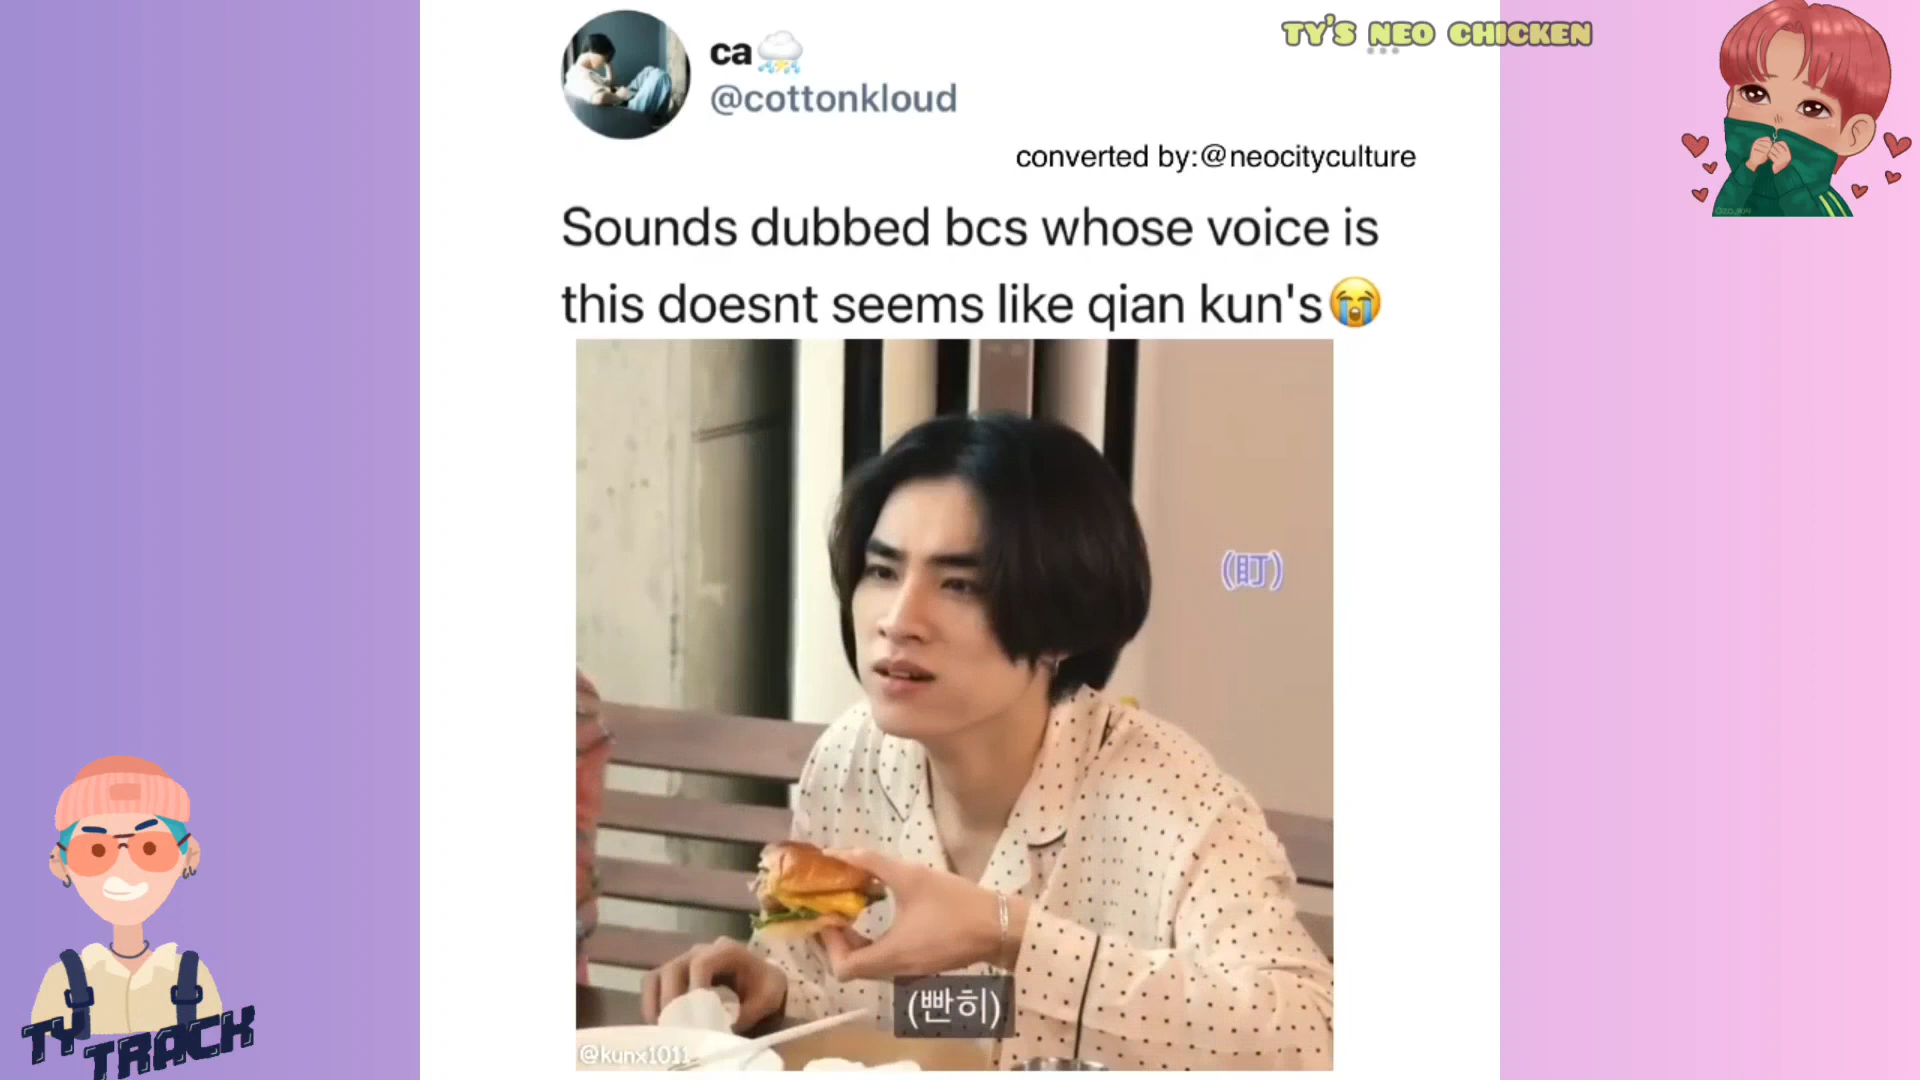 ca
@cottonkloud
TY'S NEO CHICKEN
converted by:@neocityculture
Sounds dubbed bcs whose voice is
this doesnt seems like qian kun's😭
(盯)
(빤히)
@kunx1011
TY
TRACK